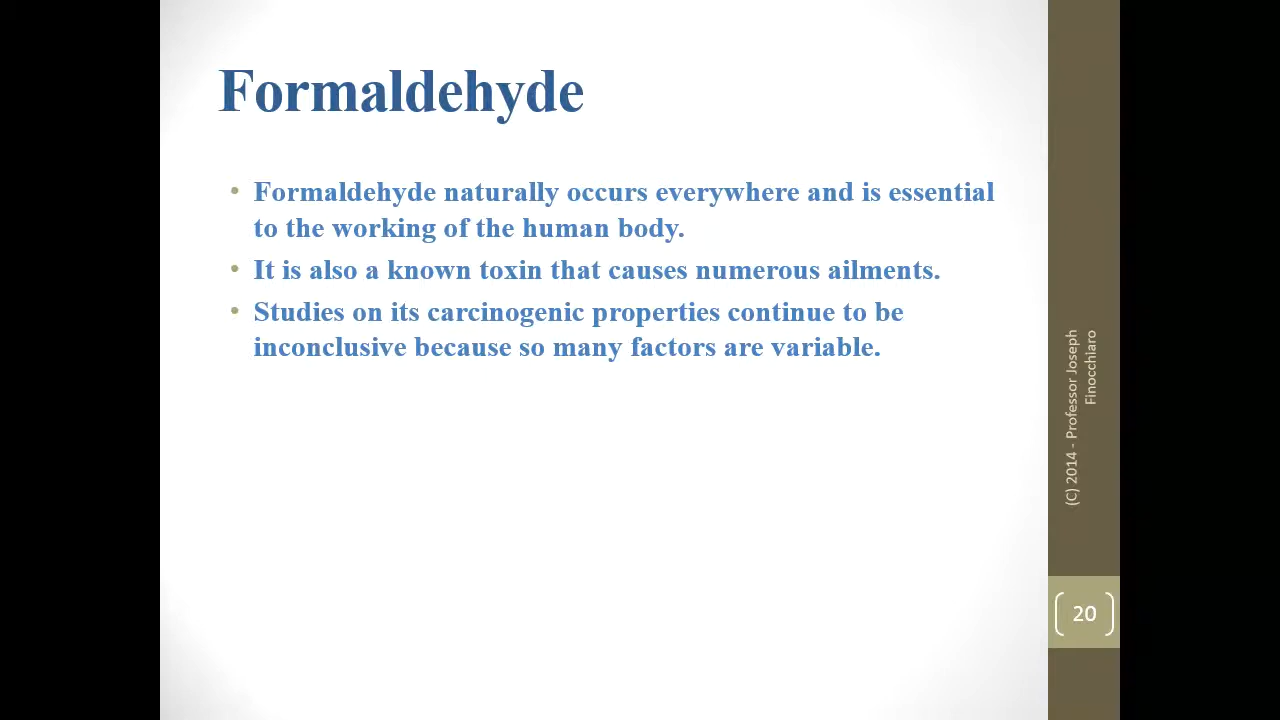 Formaldehyde
• Formaldehyde naturally occurs everywhere and is essential
to the working of the human body.
• It is also a known toxin that causes numerous ailments.
• Studies on its carcinogenic properties continue to be
inconclusive because so many factors are variable.
(C) 2014 - Professor Joseph
Finocchiaro
20